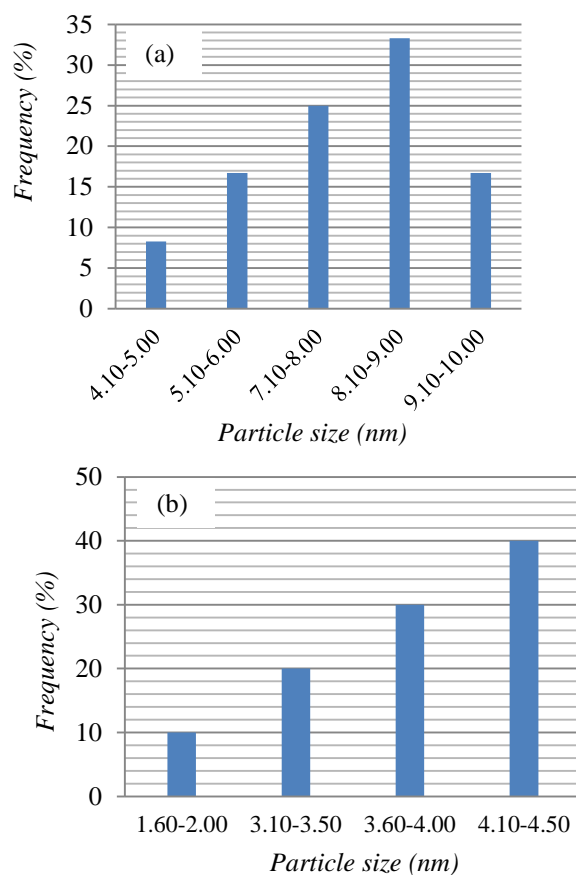 (a)
Frequency (%)
35
30
25
20
15
10
5
0
4.10-5.00
5.10-6.00
7.10-8.00
8.10-9.00
9.10-10.00
Particle size (nm)
(b)
Frequency (%)
50
40
30
20
10
0
1.60-2.00 3.10-3.50 3.60-4.00 4.10-4.50
Particle size (nm)